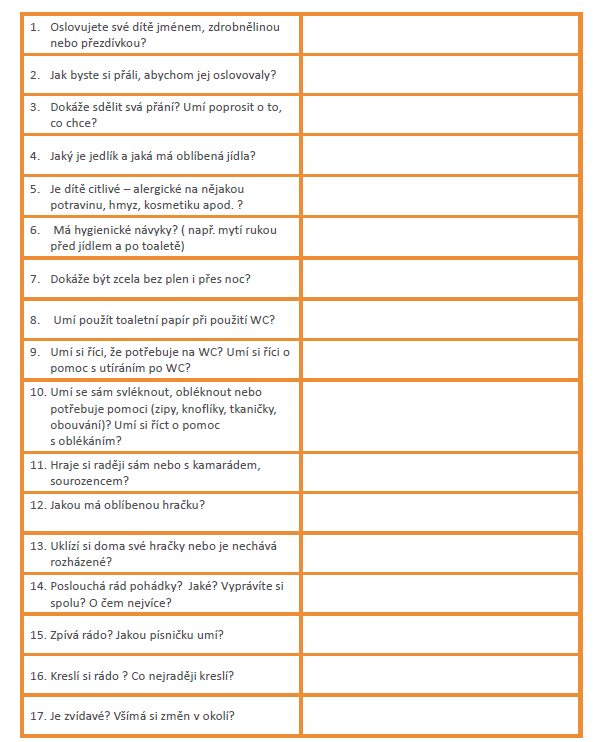 1. Oslovujete své dítě jménem, zdrobnělinou
nebo přezdívkou?
2. Jak byste si přáli, abychom jej oslovovaly?
3. Dokáže sdělit svá přání? Umí poprosit o to,
co chce?
4. Jaký je jedlík a jaká má oblíbená jídla?
5. Je dítě citlivé – alergické na nějakou
potravinu, hmyz, kosmetiku apod. ?
6. Má hygienické návyky? ( např. mytí rukou
před jídlem a po toaletě)
7. Dokáže být zcela bez plen i přes noc?
8. Umí použít toaletní papír při použití WC?
9. Umí si říci, že potřebuje na WC? Umí si říci o
pomoc s utíráním po WC?
10. Umí se sám svléknout, obléknout nebo
potřebuje pomoci (zipy, knoflíky, tkaničky,
obouvání)? Umí si říct o pomoc
s oblékáním?
11. Hraje si raději sám nebo s kamarádem,
sourozencem?
12. Jakou má oblíbenou hračku?
13. Uklízí si doma své hračky nebo je nechává
rozházené?
14. Poslouchá rád pohádky? Jaké? Vyprávíte si
spolu? O čem nejvíce?
15. Zpívá rádo? Jakou písničku umí?
16. Kreslí si rádo ? Co nejraději kreslí?
17. Je zvídavé? Všímá si změn v okolí?